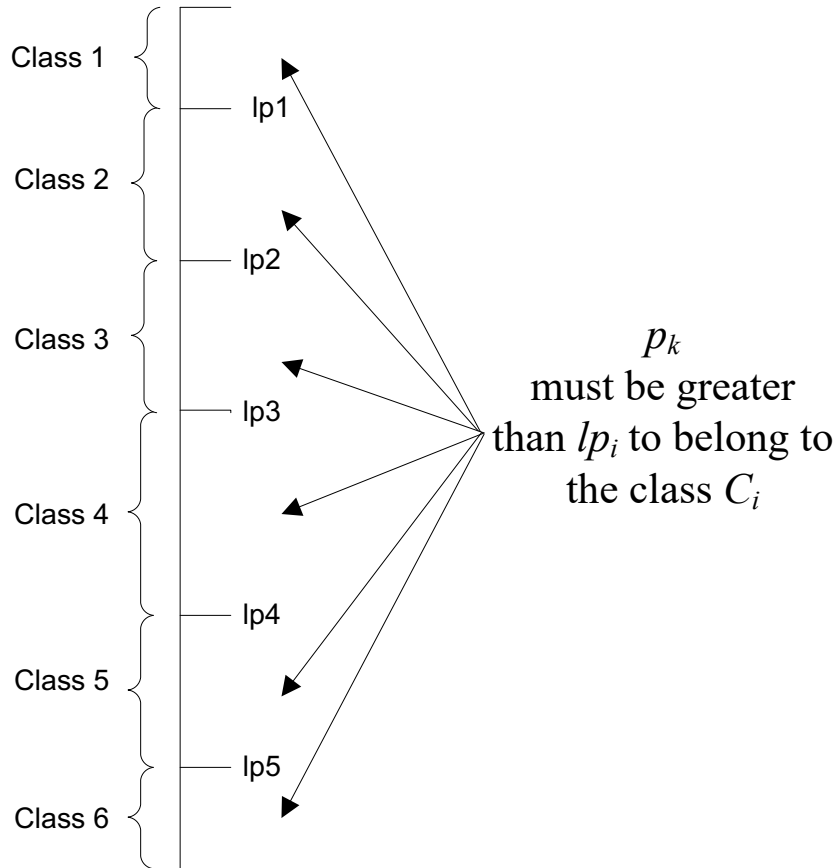 Class 1
lp1
Class 2
lp2
Class 3
lp3
Class 4
lp4
Class 5
lp5
Class 6
p_k
must be greater
than lp_i to belong to
the class C_i